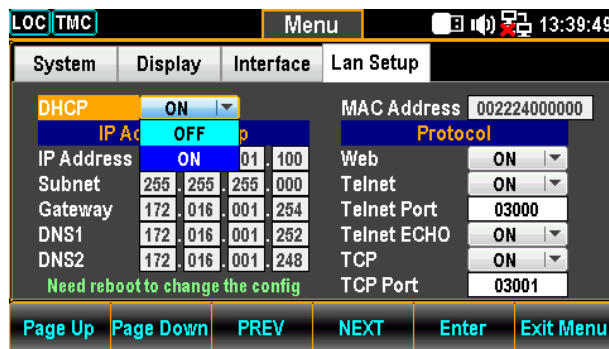 LOC TMC Menu 13:39:49
System Display Interface Lan Setup
DHCP ON
OFF
ON
MAC Address 002224000000
Protocol
IP Address 01 . 100
Subnet 255 . 255 . 255 . 000
Gateway 172 . 016 . 001 . 254
DNS1 172 . 016 . 001 . 252
DNS2 172 . 016 . 001 . 248
Need reboot to change the config
Web ON
Telnet ON
Telnet Port 03000
Telnet ECHO ON
TCP ON
TCP Port 03001
Page Up Page Down PREV NEXT Enter Exit Menu